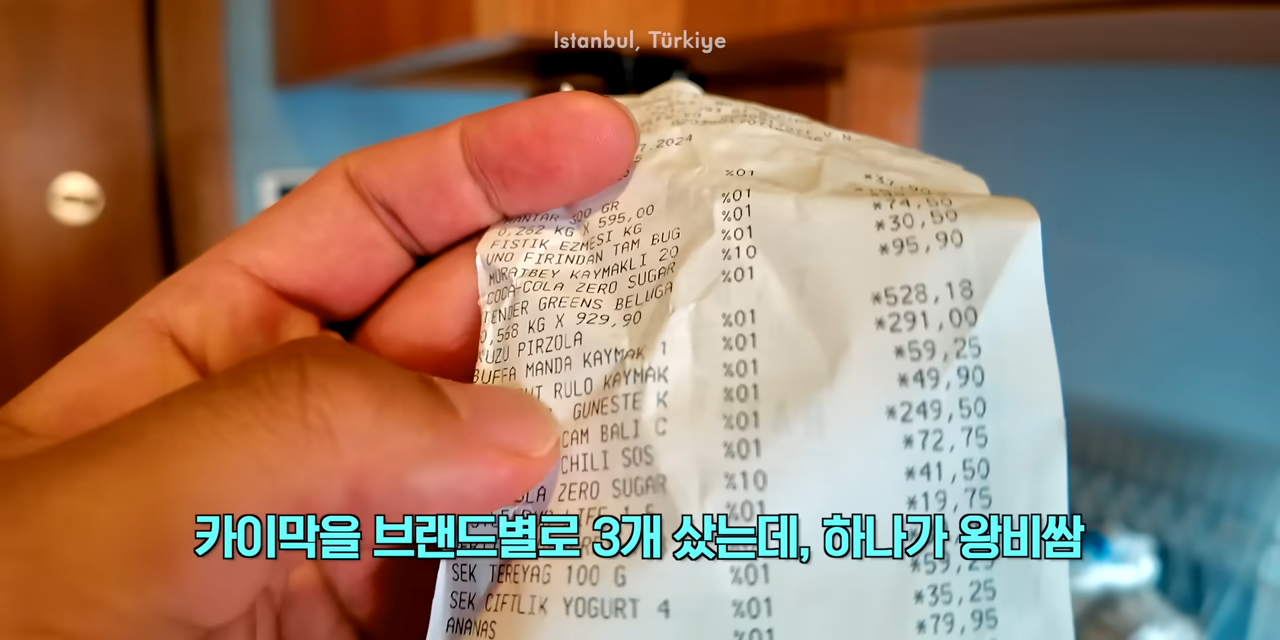 Istanbul, Türkiye
7.2024
%01
MANTAR 300 GR %01 *74,50
0,262 KG X 595,00 %01 *30,50
FISTIK EZMESI KG %01 *95,90
UNO FIRINDAN TAM BUG %10
MURATBEY KAYMAKLI 20 %01
COCA-COLA ZERO SUGAR *528,18
TENDER GREENS BELUGA %01 *291,00
0,568 KG X 929,90 %01 *59,25
KUZU PIRZOLA %01 *49,90
BUFFA MANDA KAYMAK 1 %01 *249,50
RULO KAYMAK %01 *72,75
GUNESTE K %10 *41,50
CAM BALI C %01 *19,75
CHILI SOS
OLA ZERO SUGAR
카이막을 브랜드별로 3개 샀는데, 하나가 왕비쌈
SEK TEREYAG 100 G %01 *35,25
SEK CIFTLIK YOGURT 4 %01 *79,95
ANANAS %01